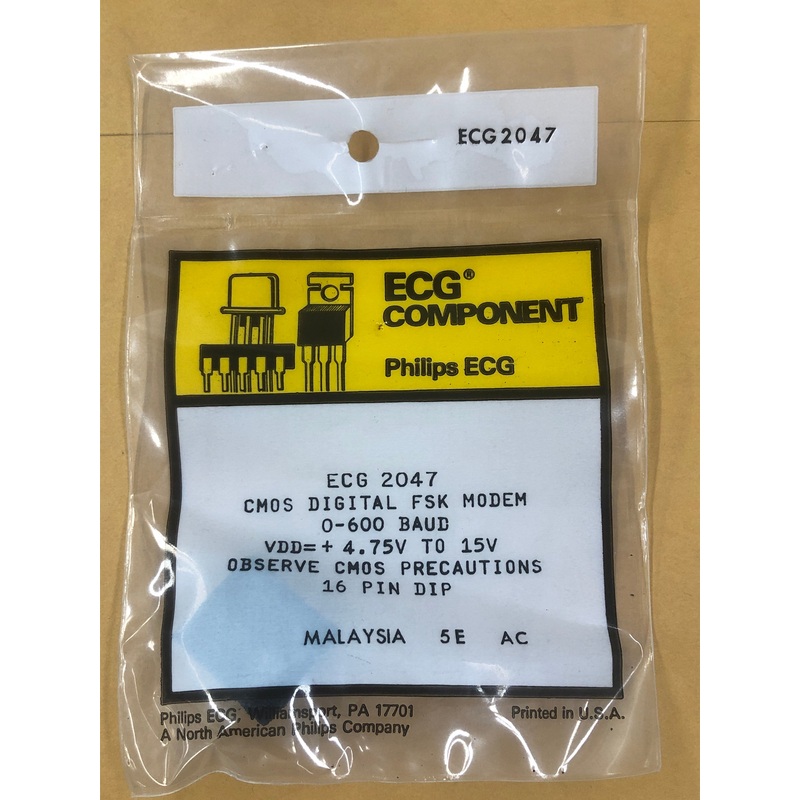 ECG2047
ECG®
COMPONENT
Philips ECG
ECG 2047
CMOS DIGITAL FSK MODEM
0-600 BAUD
VDD=+ 4.75V TO 15V
OBSERVE CMOS PRECAUTIONS
16 PIN DIP
MALAYSIA 5E AC
Philips ECG, Williamsport, PA 17701 Printed in U.S.A.
A North American Philips Company